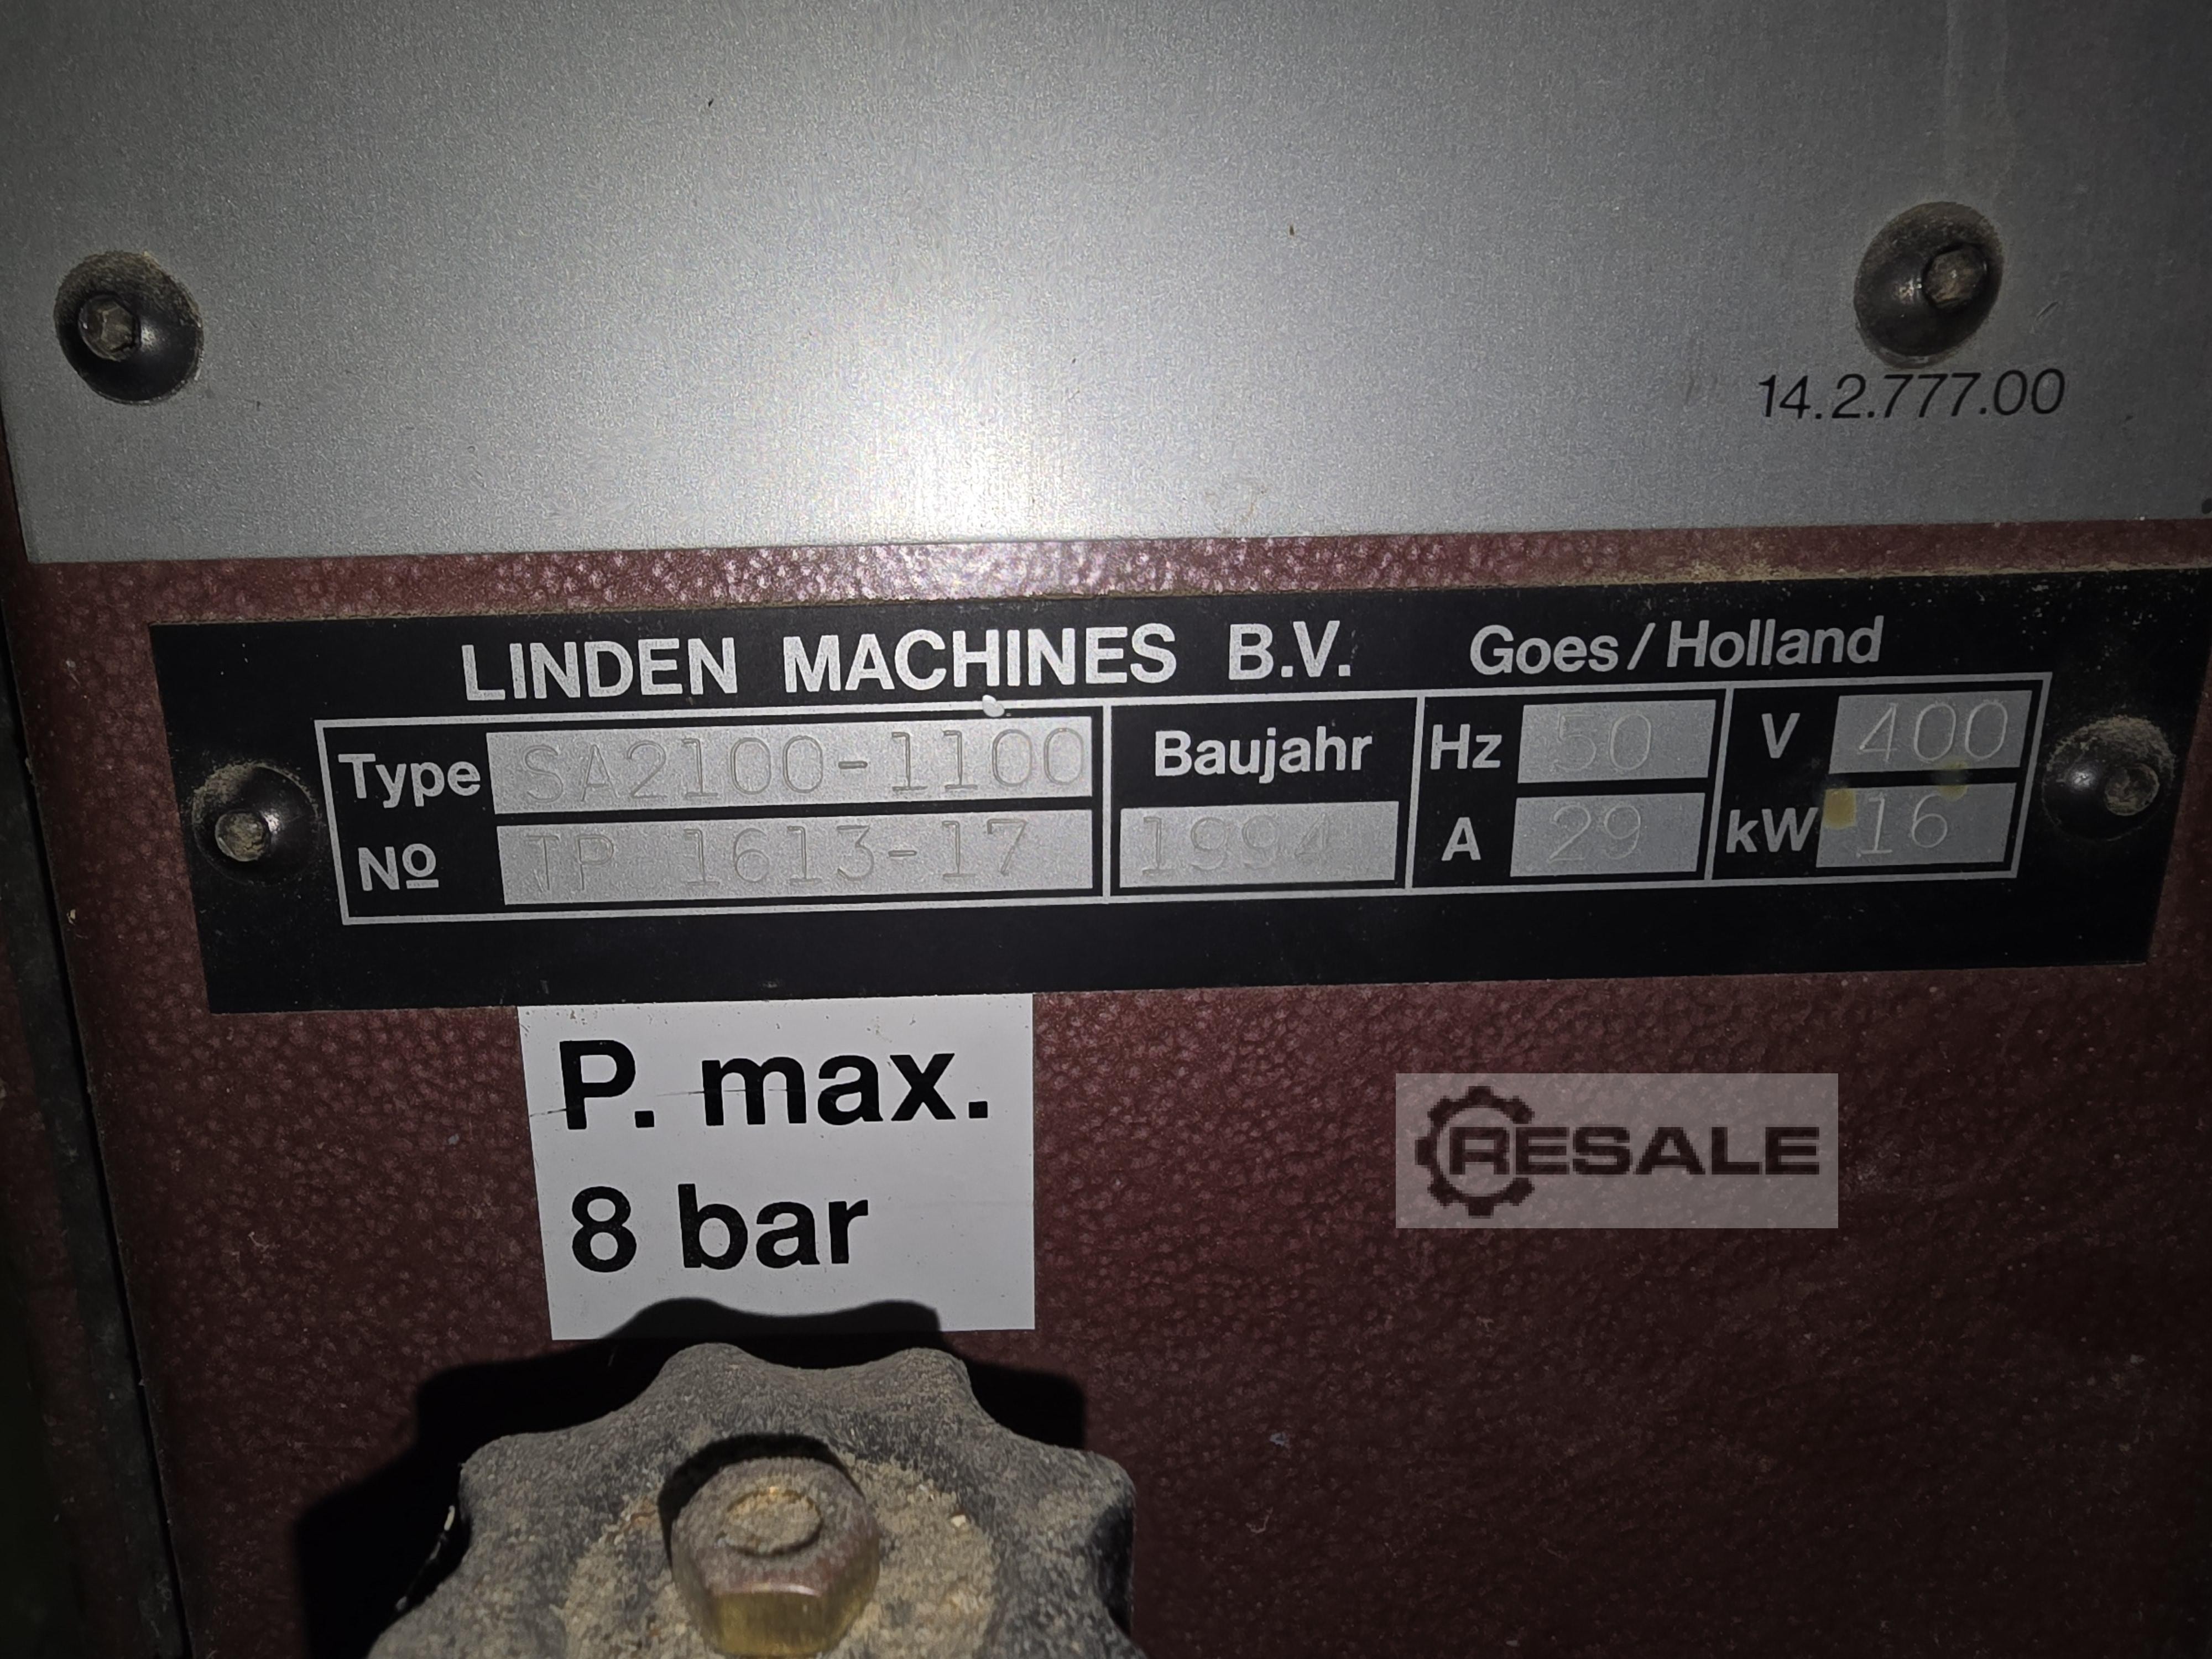 14.2.777.00
LINDEN MACHINES B.V. Goes/Holland
Type SA2100-1100 Baujahr Hz 50 V 400
Nº TP 1613-17 1994 A 29 kW 16
P. max.
8 bar
RESALE